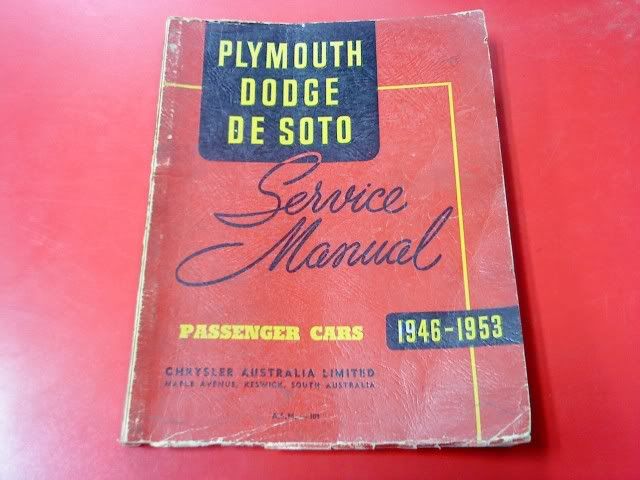 PLYMOUTH
DODGE
DE SOTO
Service
Manual
PASSENGER CARS
1946-1953
CHRYSLER AUSTRALIA LIMITED
MAPLE AVENUE, KESWICK, SOUTH AUSTRALIA